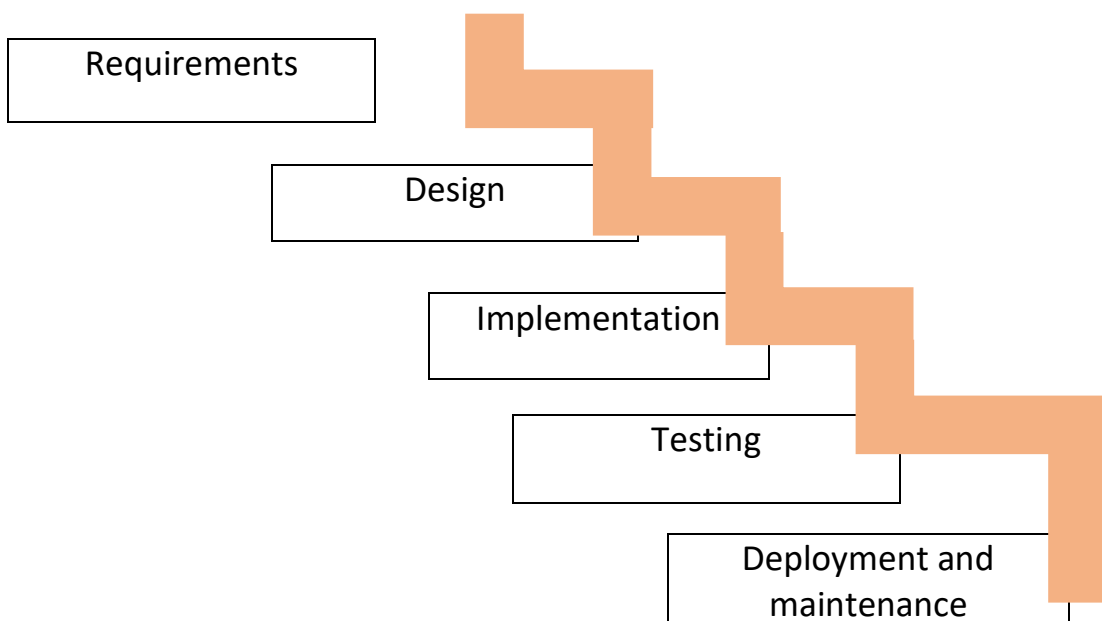 Requirements
Design
Implementation
Testing
Deployment and
maintenance